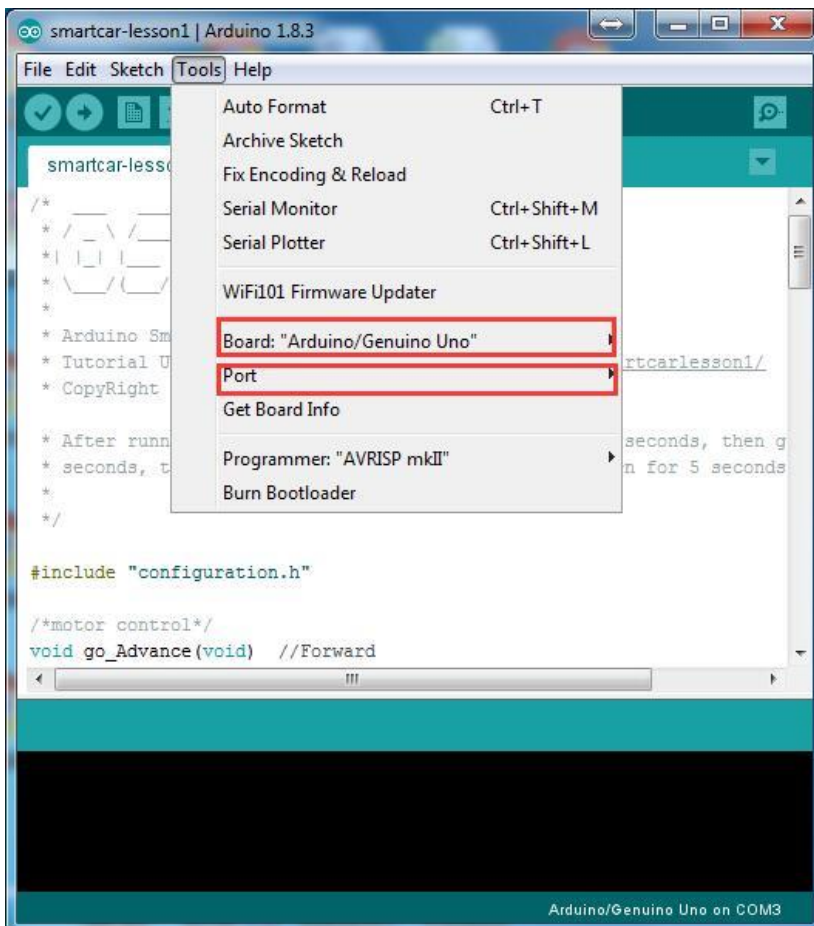 smartcar-lesson1 | Arduino 1.8.3
File Edit Sketch Tools Help
Auto Format Ctrl+T
Archive Sketch
Fix Encoding & Reload
Serial Monitor Ctrl+Shift+M
Serial Plotter Ctrl+Shift+L
WiFi101 Firmware Updater
Board: "Arduino/Genuino Uno"
Port
Get Board Info
Programmer: "AVRISP mkII"
Burn Bootloader
smartcar-less
/*
* Arduino Sm
* Tutorial U rtcarlesson1/
* CopyRight
* After runn seconds, then g
* seconds, t n for 5 seconds
*
*/
#include "configuration.h"
/*motor control*/
void go_Advance(void) //Forward
Arduino/Genuino Uno on COM3